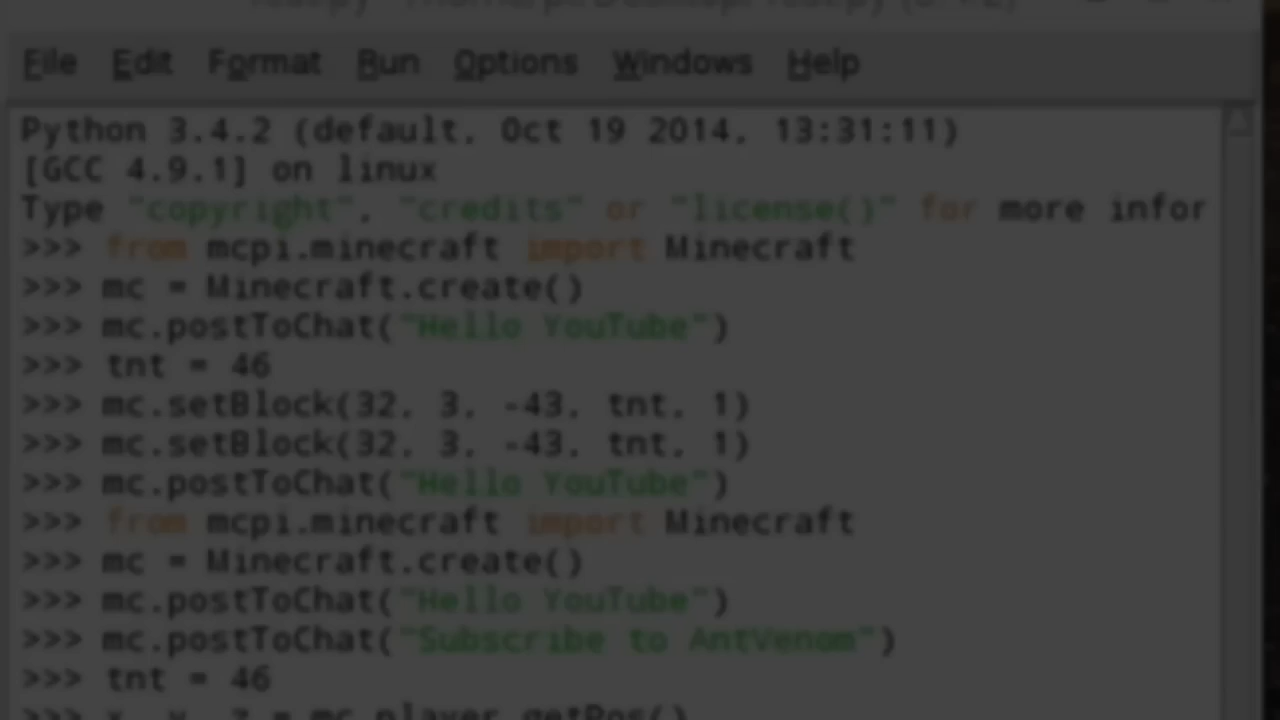 File Edit Format Run Options Windows Help
Python 3.4.2 (default, Oct 19 2014, 13:31:11)
[GCC 4.9.1] on linux
Type "copyright", "credits" or "license()" for more infor
>>> from mcpi.minecraft import Minecraft
>>> mc = Minecraft.create()
>>> mc.postToChat("Hello YouTube")
>>> tnt = 46
>>> mc.setBlock(32, 3, -43, tnt, 1)
>>> mc.setBlock(32, 3, -43, tnt, 1)
>>> mc.postToChat("Hello YouTube")
>>> from mcpi.minecraft import Minecraft
>>> mc = Minecraft.create()
>>> mc.postToChat("Hello YouTube")
>>> mc.postToChat("Subscribe to AntVenom")
>>> tnt = 46
>>> x, y, z = mc.player.getPos()